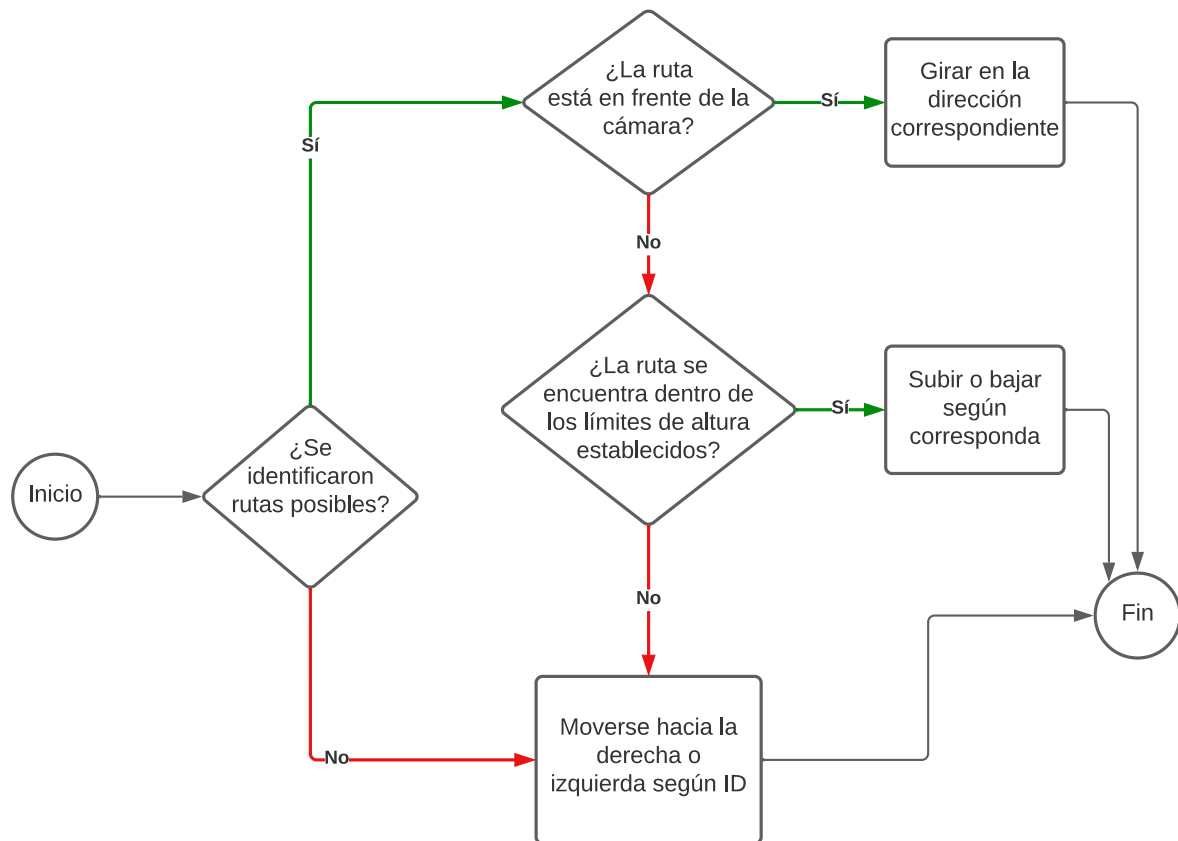 ¿La ruta
está en frente de la
cámara?
Sí
Girar en la
dirección
correspondiente
Sí
No
¿La ruta se
encuentra dentro de
los límites de altura
establecidos?
Sí
Subir o bajar
según
corresponda
¿Se
identificaron
rutas posibles?
Inicio
No
Fin
No
Moverse hacia la
derecha o
izquierda según ID